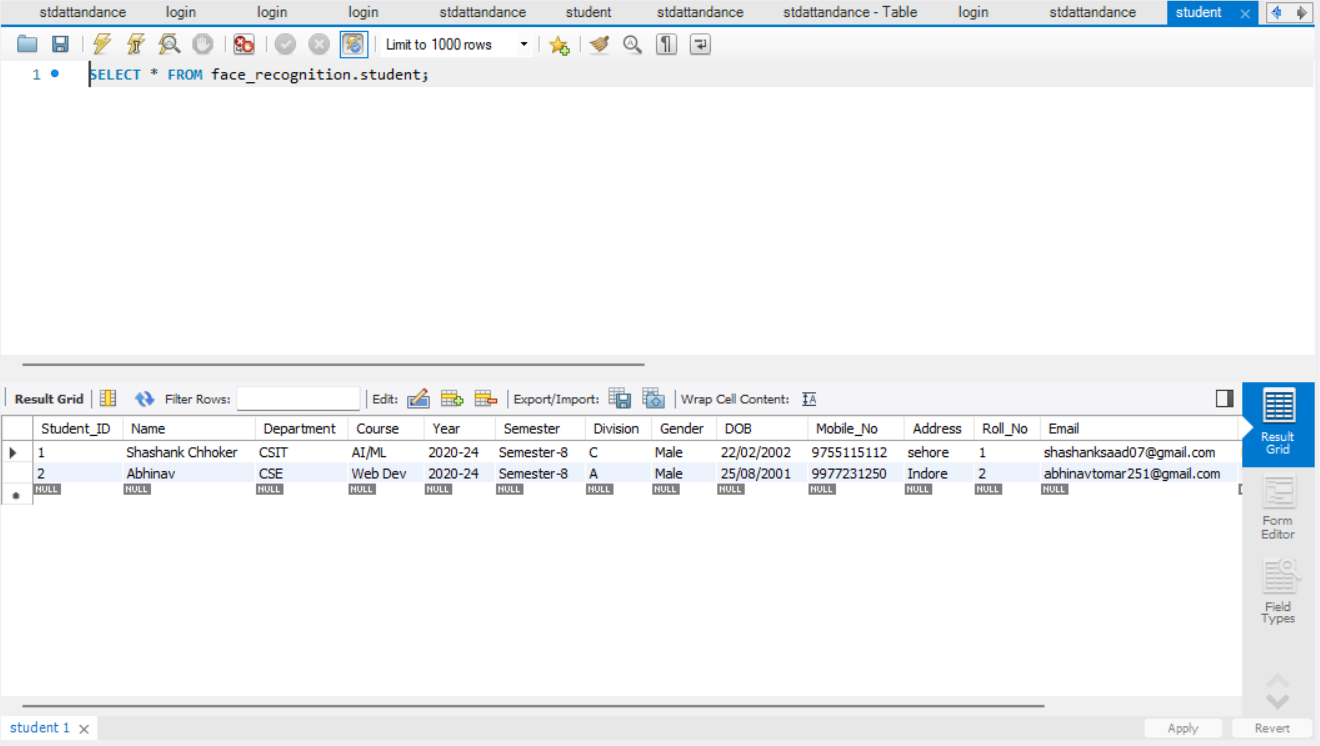 stdattandance login login login stdattandance student stdattandance stdattandance - Table login stdattandance student
Limit to 1000 rows
1 SELECT * FROM face_recognition.student;
Result Grid Filter Rows: Edit: Export/Import: Wrap Cell Content:
Student_ID Name Department Course Year Semester Division Gender DOB Mobile_No Address Roll_No Email
1 Shashank Chhoker CSIT AI/ML 2020-24 Semester-8 C Male 22/02/2002 9755115112 sehore 1 shashanksaad07@gmail.com
2 Abhinav CSE Web Dev 2020-24 Semester-8 A Male 25/08/2001 9977231250 Indore 2 abhinavtomar251@gmail.com
NULL NULL NULL NULL NULL NULL NULL NULL NULL NULL NULL NULL NULL
Result
Grid
Form
Editor
Field
Types
student 1
Apply Revert